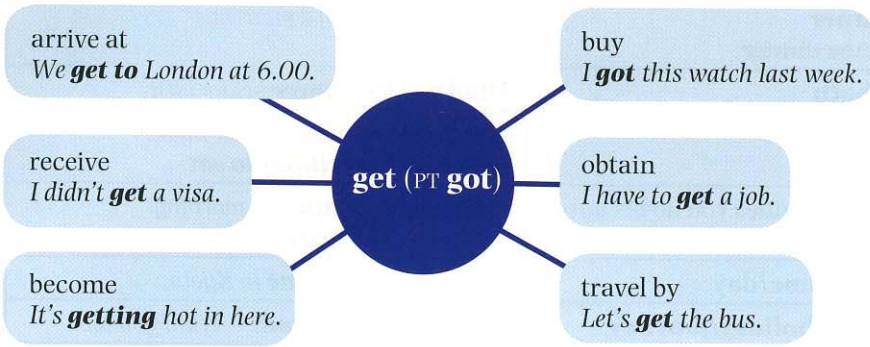 arrive at
We get to London at 6.00.
buy
I got this watch last week.
receive
I didn't get a visa.
get (PT got)
obtain
I have to get a job.
become
It's getting hot in here.
travel by
Let's get the bus.